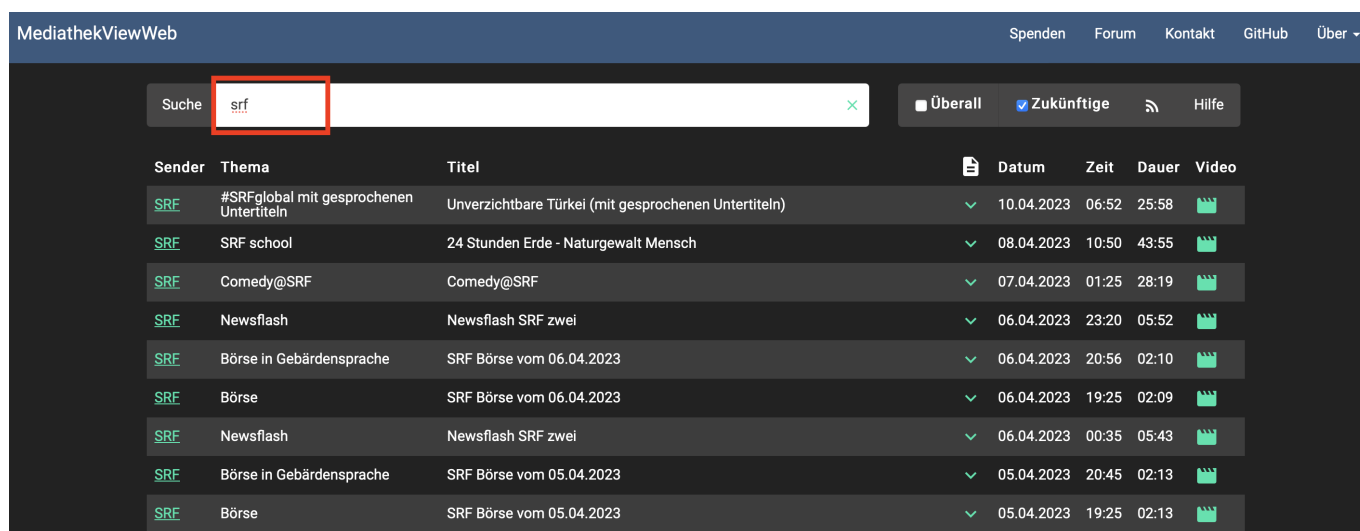 MediathekViewWeb Spenden Forum Kontakt GitHub Über
Suche srf Überall Zukünftige Hilfe
Sender Thema Titel Datum Zeit Dauer Video
SRF #SRFglobal mit gesprochenen Untertiteln Unverzichtbare Türkei (mit gesprochenen Untertiteln) 10.04.2023 06:52 25:58
SRF SRF school 24 Stunden Erde - Naturgewalt Mensch 08.04.2023 10:50 43:55
SRF Comedy@SRF Comedy@SRF 07.04.2023 01:25 28:19
SRF Newsflash Newsflash SRF zwei 06.04.2023 23:20 05:52
SRF Börse in Gebärdensprache SRF Börse vom 06.04.2023 06.04.2023 20:56 02:10
SRF Börse SRF Börse vom 06.04.2023 06.04.2023 19:25 02:09
SRF Newsflash Newsflash SRF zwei 06.04.2023 00:35 05:43
SRF Börse in Gebärdensprache SRF Börse vom 05.04.2023 05.04.2023 20:45 02:13
SRF Börse SRF Börse vom 05.04.2023 05.04.2023 19:25 02:13